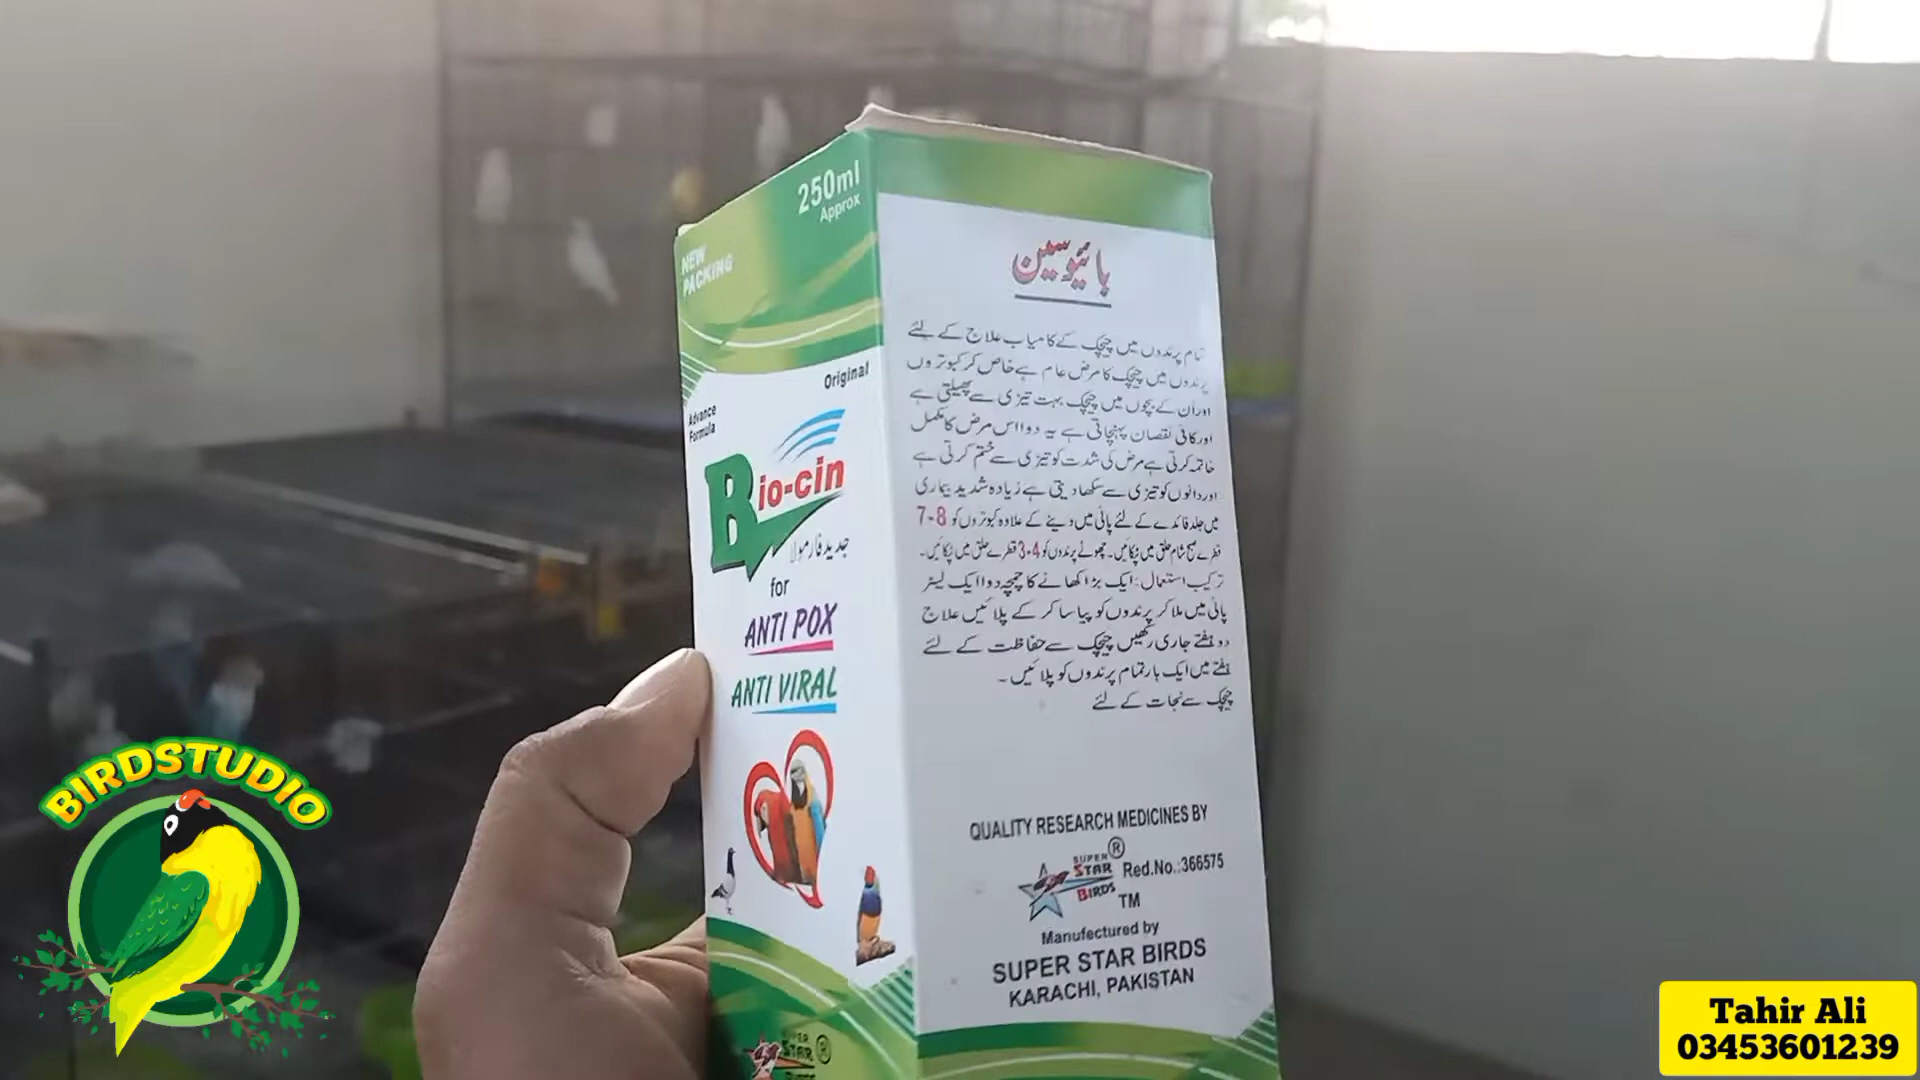 250ml
Approx
NEW
PACKING
Original
Advance
Formula
Bio-cin
جدید فارمولا
for
ANTI POX
ANTI VIRAL
SUPER
STAR
®
بائیوسین
تمام پرندوں میں چیچک کے کامیاب علاج کے لئے
پرندوں میں چیچک کا مرض عام ہے خاص کر کبوتروں
اور ان کے بچوں میں چیچک بہت تیزی سے پھیلتی ہے
اور کافی نقصان پہنچاتی ہے یہ دوا اس مرض کا مکمل
خاتمہ کرتی ہے مرض کی شدت کو تیزی سے ختم کرتی ہے
اور دانوں کو تیزی سے سکھا دیتی ہے زیادہ شدید بیماری
میں جلد فائدے کے لئے پانی میں دینے کے علاوہ کبوتروں کو 8-7
قطرے صبح شام حلق میں ٹپکائیں۔ چھوٹے پرندوں کو 4-3 قطرے حلق میں ٹپکائیں۔
ترکیب استعمال: ایک بڑا کھانے کا چمچہ دوا ایک لیٹر
پانی میں ملا کر پرندوں کو پیاسا کر کے پلائیں علاج
دو ہفتے جاری رکھیں چیچک سے حفاظت کے لئے
ہفتے میں ایک بار تمام پرندوں کو پلائیں ۔
چیچک سے نجات کے لئے
QUALITY RESEARCH MEDICINES BY
SUPER ®
STAR Red.No.:366575
BIRDS TM
Manufectured by
SUPER STAR BIRDS
KARACHI, PAKISTAN
BIRDSTUDIO
Tahir Ali
03453601239